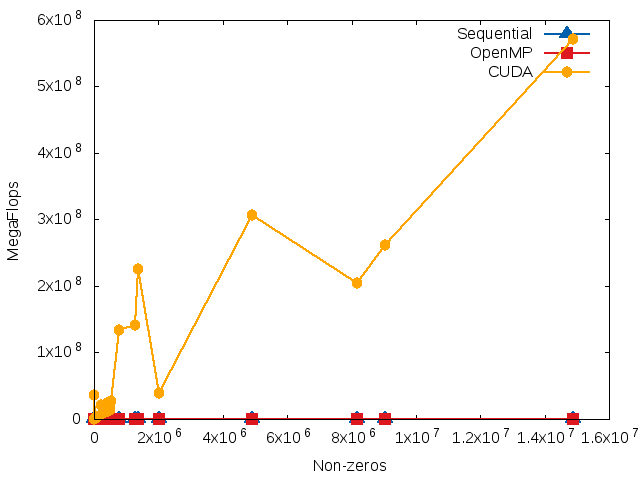 6x10^8
5x10^8
4x10^8
3x10^8
2x10^8
1x10^8
0
MegaFlops
Sequential
OpenMP
CUDA
0 2x10^6 4x10^6 6x10^6 8x10^6 1x10^7 1.2x10^7 1.4x10^7 1.6x10^7
Non-zeros